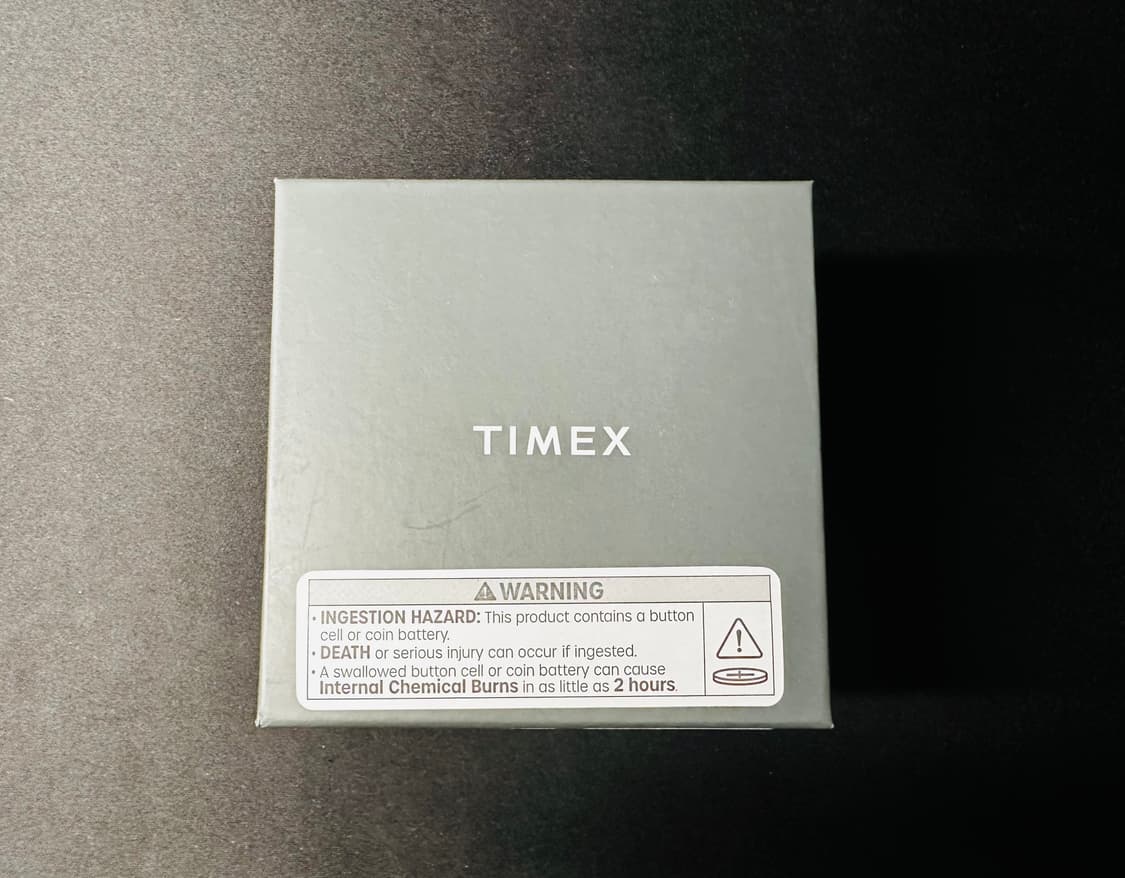 TIMEX
WARNING
• INGESTION HAZARD: This product contains a button
cell or coin battery.
• DEATH or serious injury can occur if ingested.
• A swallowed button cell or coin battery can cause
Internal Chemical Burns in as little as 2 hours.